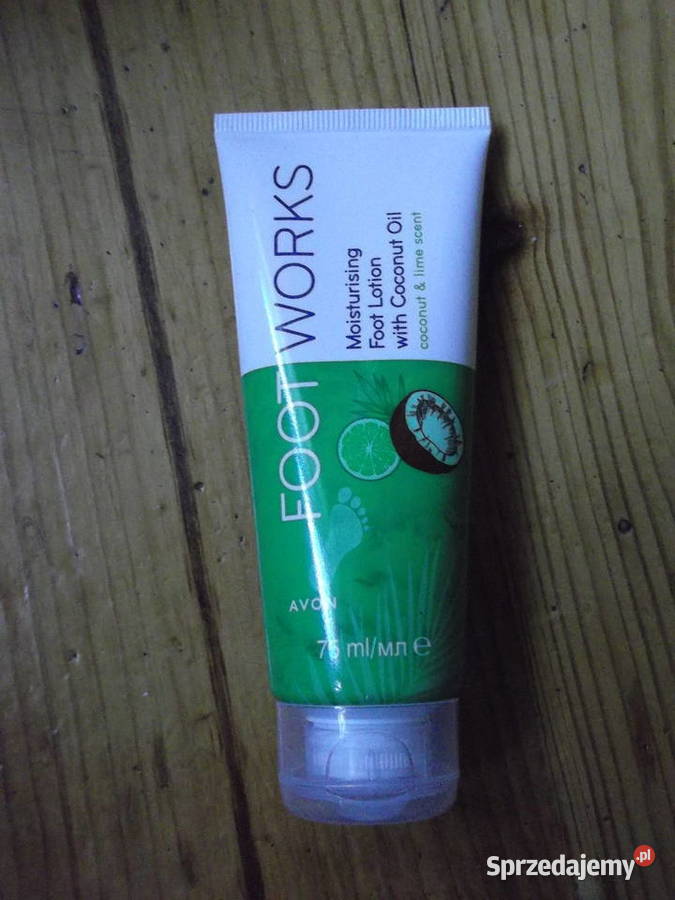 FOOT WORKS
Moisturising
Foot Lotion
with Coconut Oil
coconut & lime scent
AVON
75 ml/мл ℮
Sprzedajemy.pl